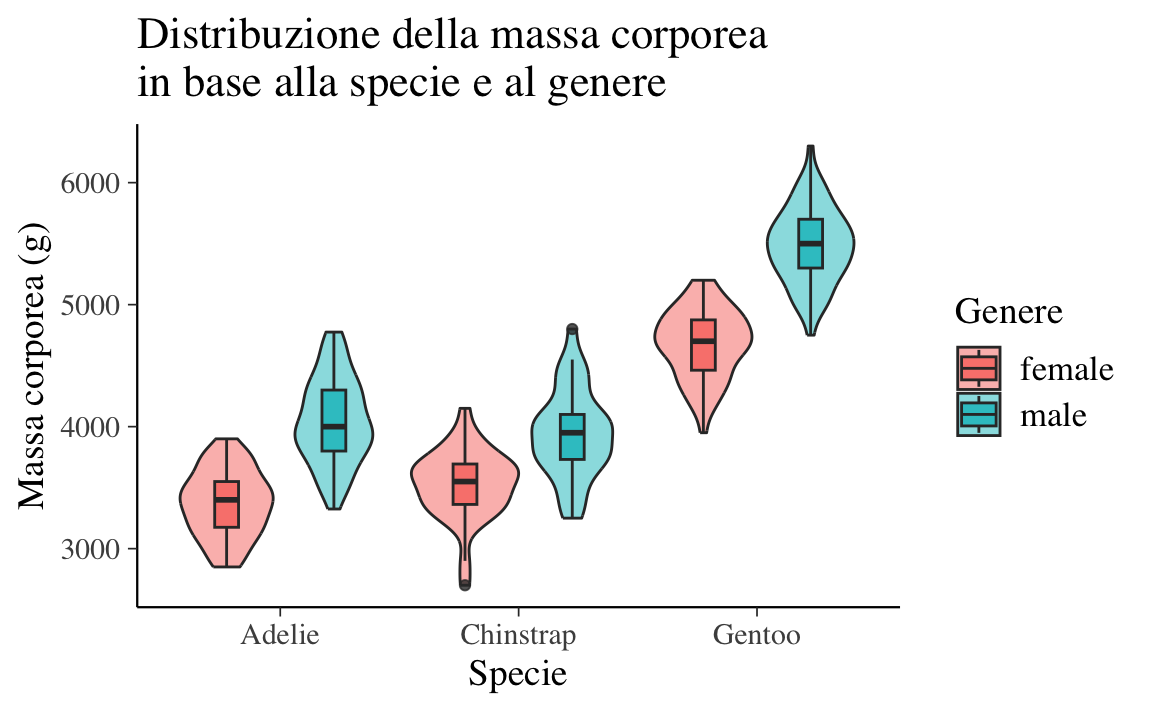 Distribuzione della massa corporea
in base alla specie e al genere
Massa corporea (g)
6000
5000
4000
3000
Adelie
Chinstrap
Gentoo
Specie
Genere
female
male